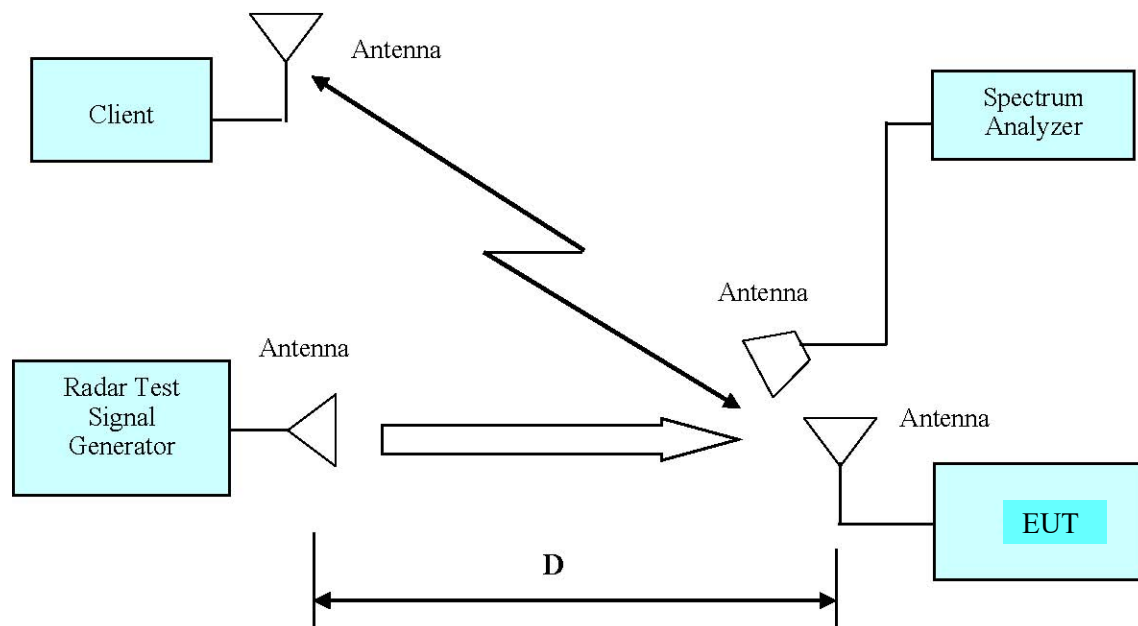 Antenna
Client
Spectrum
Analyzer
Antenna
Antenna
Radar Test
Signal
Generator
Antenna
EUT
D